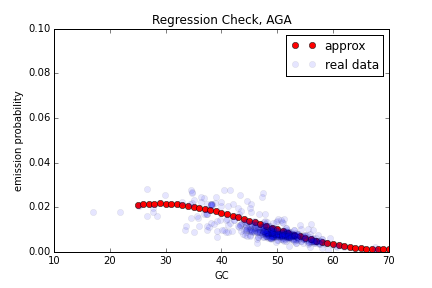 Regression Check, AGA
0.10
approx
real data
0.08
0.06
emission probability
0.04
0.02
0.00
10 20 30 40 50 60 70
GC